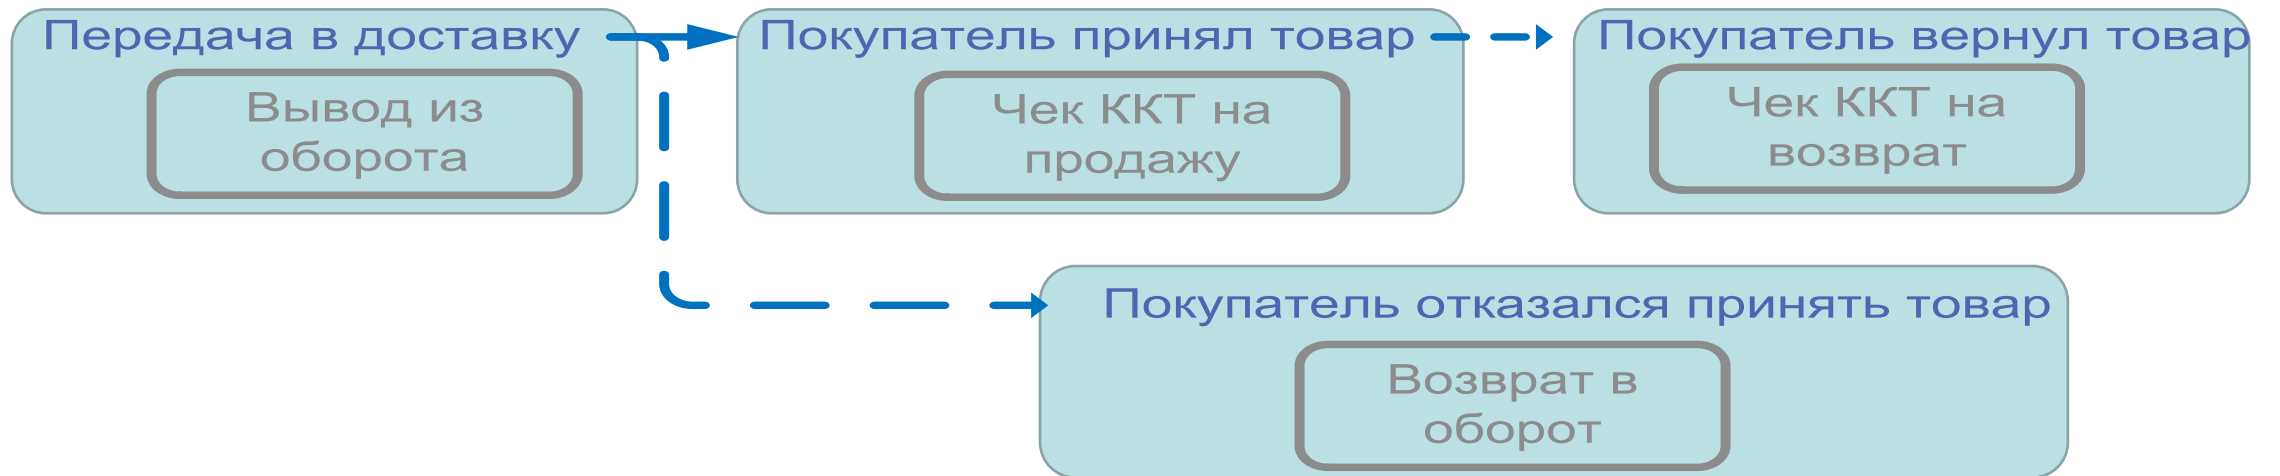 Передача в доставку
Вывод из
оборота
Покупатель принял товар
Чек ККТ на
продажу
Покупатель вернул товар
Чек ККТ на
возврат
Покупатель отказался принять товар
Возврат в
оборот